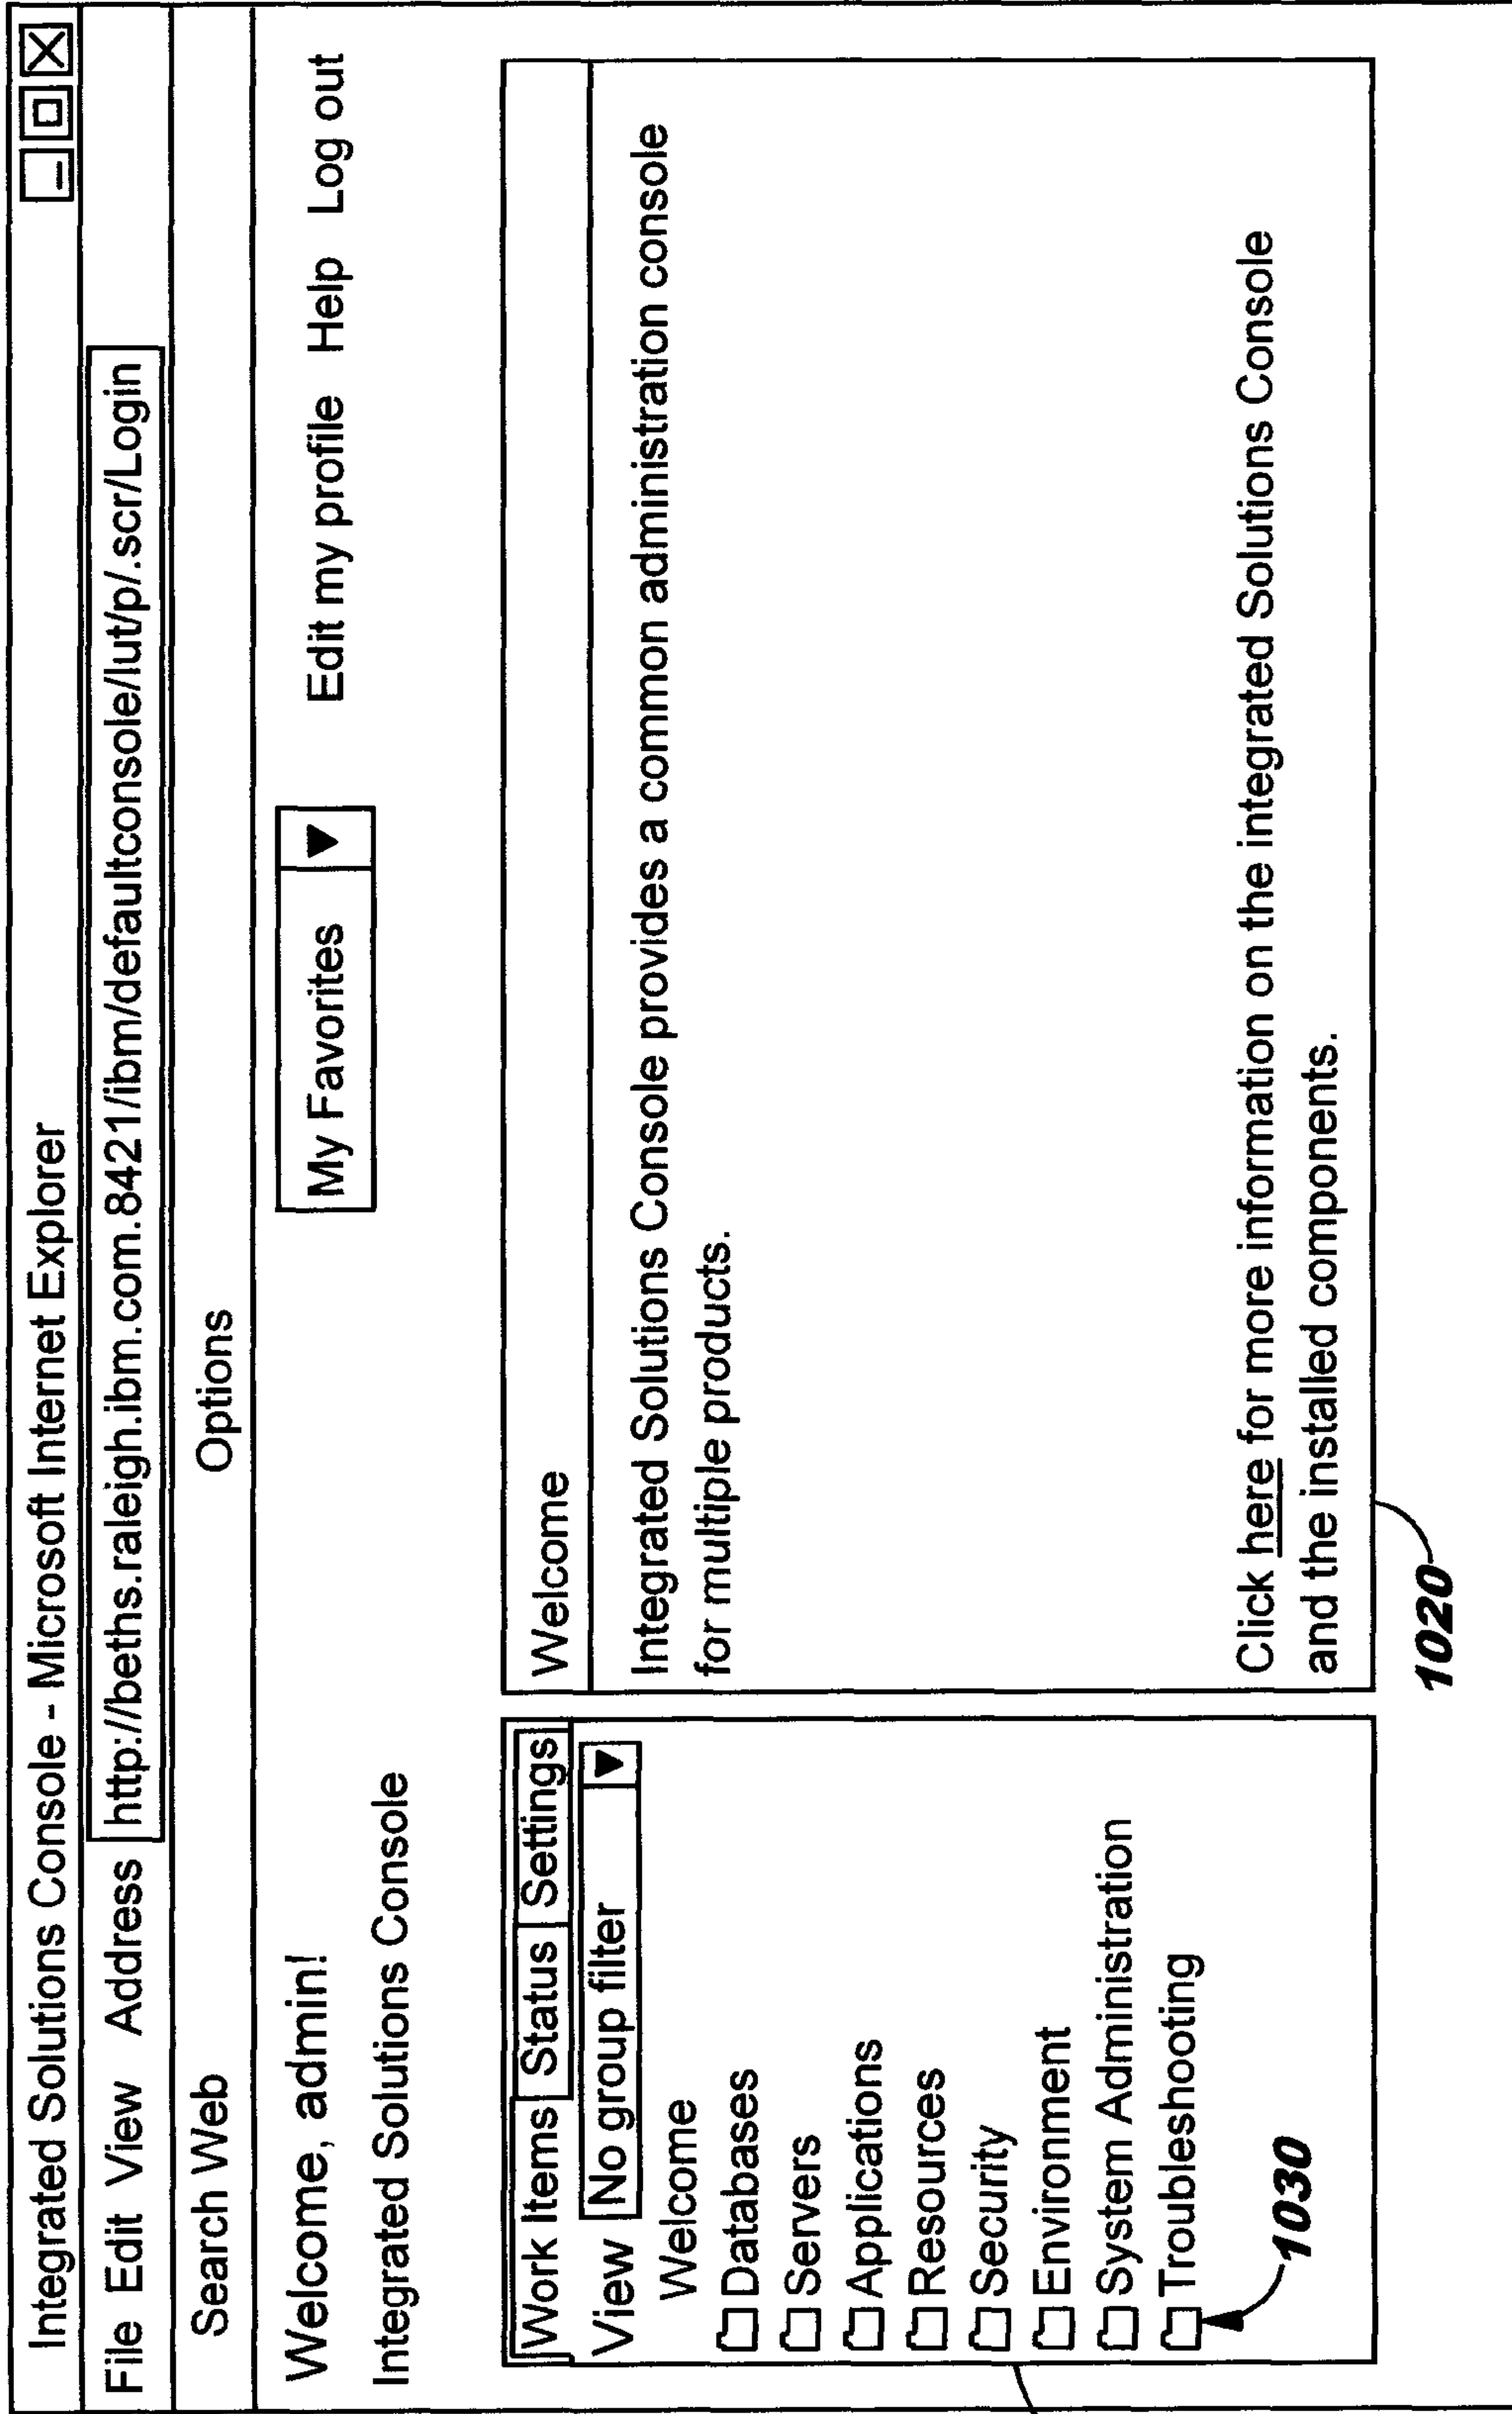 Integrated Solutions Console - Microsoft Internet Explorer
File Edit View Address http://beths.raleigh.ibm.com.8421/ibm/defaultconsole/lut/p/.scr/Login
Search Web Options
Welcome, admin! My Favorites Edit my profile Help Log out
Integrated Solutions Console
Work Items Status Settings
View No group filter
Welcome
Databases
Servers
Applications
Resources
Security
Environment
System Administration
Troubleshooting
1030
Welcome
Integrated Solutions Console provides a common administration console
for multiple products.
Click here for more information on the integrated Solutions Console
and the installed components.
1020